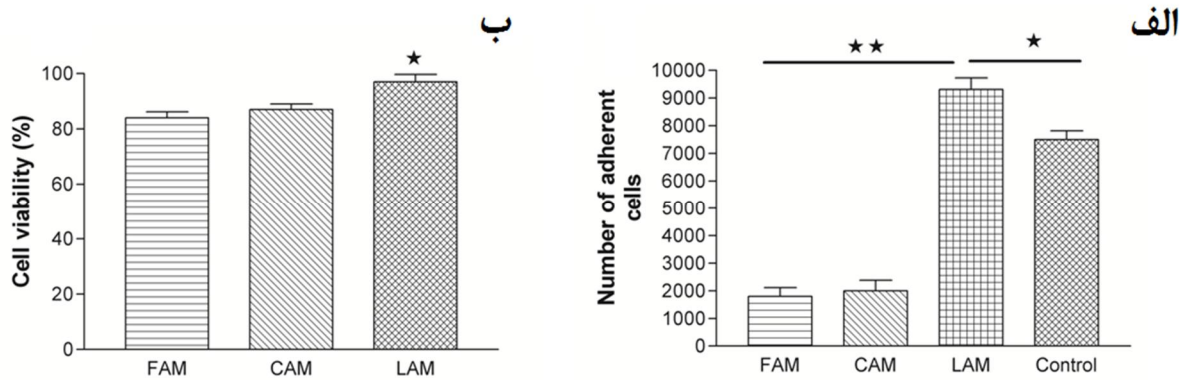 ب
Cell viability (%)
100
80
60
40
20
0
FAM CAM LAM
★
الف
Number of adherent
cells
10000
9000
8000
7000
6000
5000
4000
3000
2000
1000
0
FAM CAM LAM Control
★★ ★